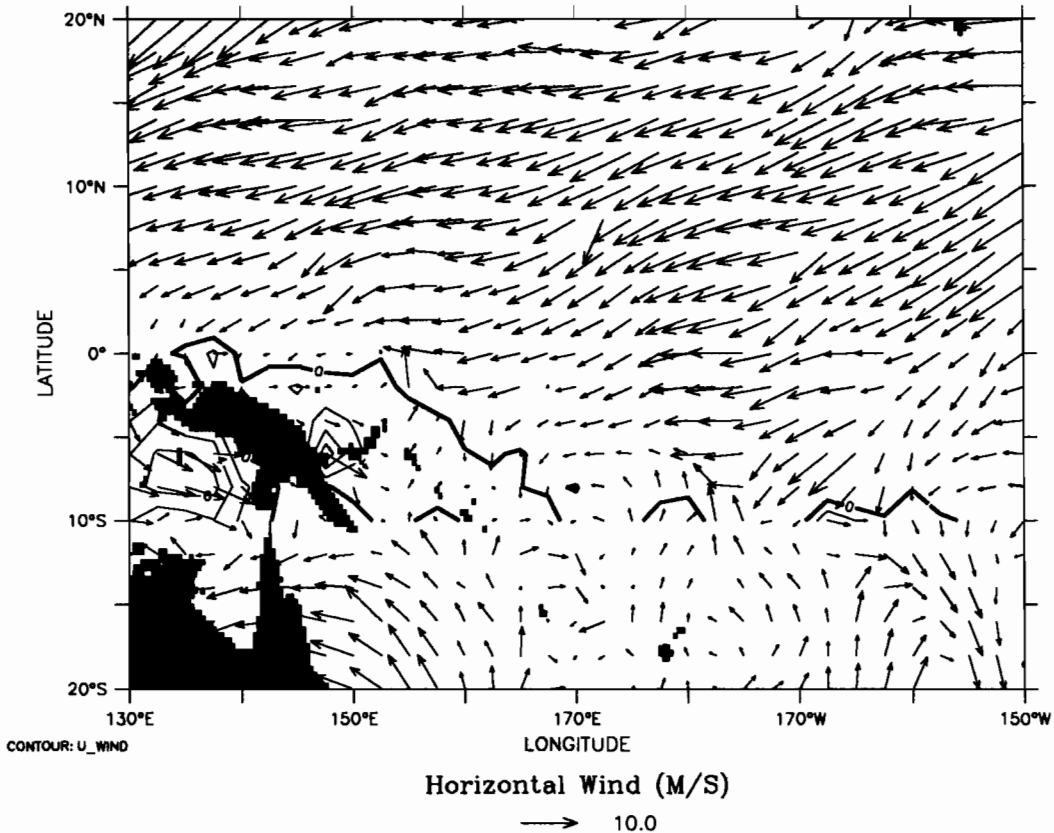 20°N
10°N
0°
10°S
20°S
LATITUDE
0
0
130°E
150°E
170°E
170°W
150°W
LONGITUDE
CONTOUR: U_WIND
Horizontal Wind (M/S)
10.0